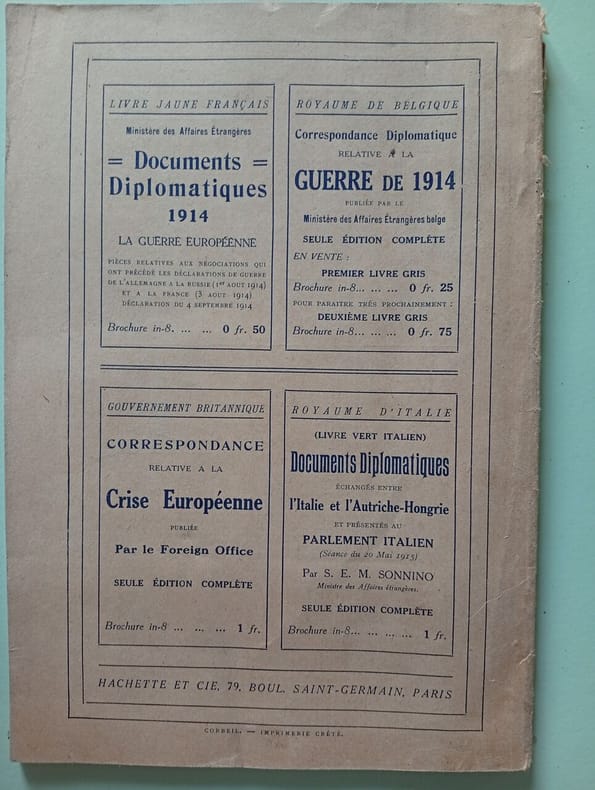 LIVRE JAUNE FRANÇAIS
Ministère des Affaires Étrangères
= Documents =
Diplomatiques
1914
LA GUERRE EUROPÉENNE
PIÈCES RELATIVES AUX NÉGOCIATIONS QUI
ONT PRÉCÉDÉ LES DÉCLARATIONS DE GUERRE
DE L'ALLEMAGNE A LA RUSSIE (1er AOUT 1914)
ET A LA FRANCE (3 AOUT 1914)
DÉCLARATION DU 4 SEPTEMBRE 1914
Brochure in-8. ... ... 0 fr. 50
ROYAUME DE BELGIQUE
Correspondance Diplomatique
RELATIVE A LA
GUERRE DE 1914
PUBLIÉE PAR LE
Ministère des Affaires Étrangères belge
SEULE ÉDITION COMPLÈTE
EN VENTE :
PREMIER LIVRE GRIS
Brochure in-8... ... ... 0 fr. 25
POUR PARAITRE TRÈS PROCHAINEMENT :
DEUXIÈME LIVRE GRIS
Brochure in-8... ... ... 0 fr. 75
GOUVERNEMENT BRITANNIQUE
CORRESPONDANCE
RELATIVE A LA
Crise Européenne
PUBLIÉE
Par le Foreign Office
SEULE ÉDITION COMPLÈTE
Brochure in-8 ... ... ... 1 fr.
ROYAUME D'ITALIE
(LIVRE VERT ITALIEN)
Documents Diplomatiques
ÉCHANGÉS ENTRE
l'Italie et l'Autriche-Hongrie
ET PRÉSENTÉS AU
PARLEMENT ITALIEN
(Séance du 20 Mai 1915)
Par S. E. M. SONNINO
Ministre des Affaires étrangères.
SEULE ÉDITION COMPLÈTE
Brochure in-8... ... ... ... 1 fr.
HACHETTE ET CIE, 79, BOUL. SAINT-GERMAIN, PARIS
CORBEIL. — IMPRIMERIE CRÉTÉ.